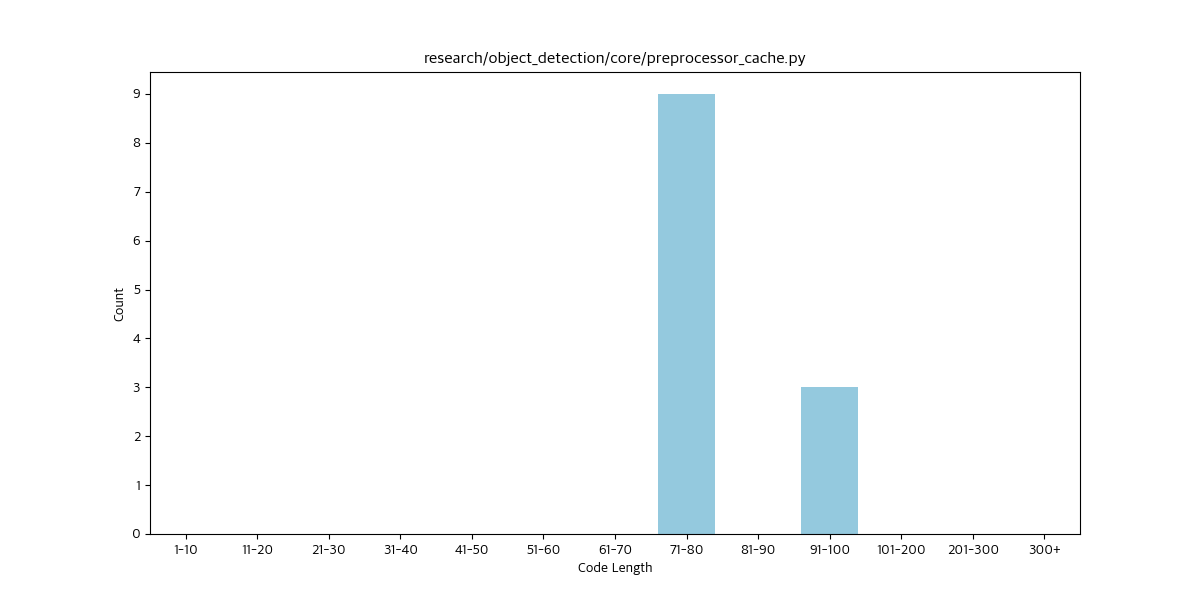 research/object_detection/core/preprocessor_cache.py
9
8
7
6
5
4
3
2
1
0
Count
1-10 11-20 21-30 31-40 41-50 51-60 61-70 71-80 81-90 91-100 101-200 201-300 300+
Code Length